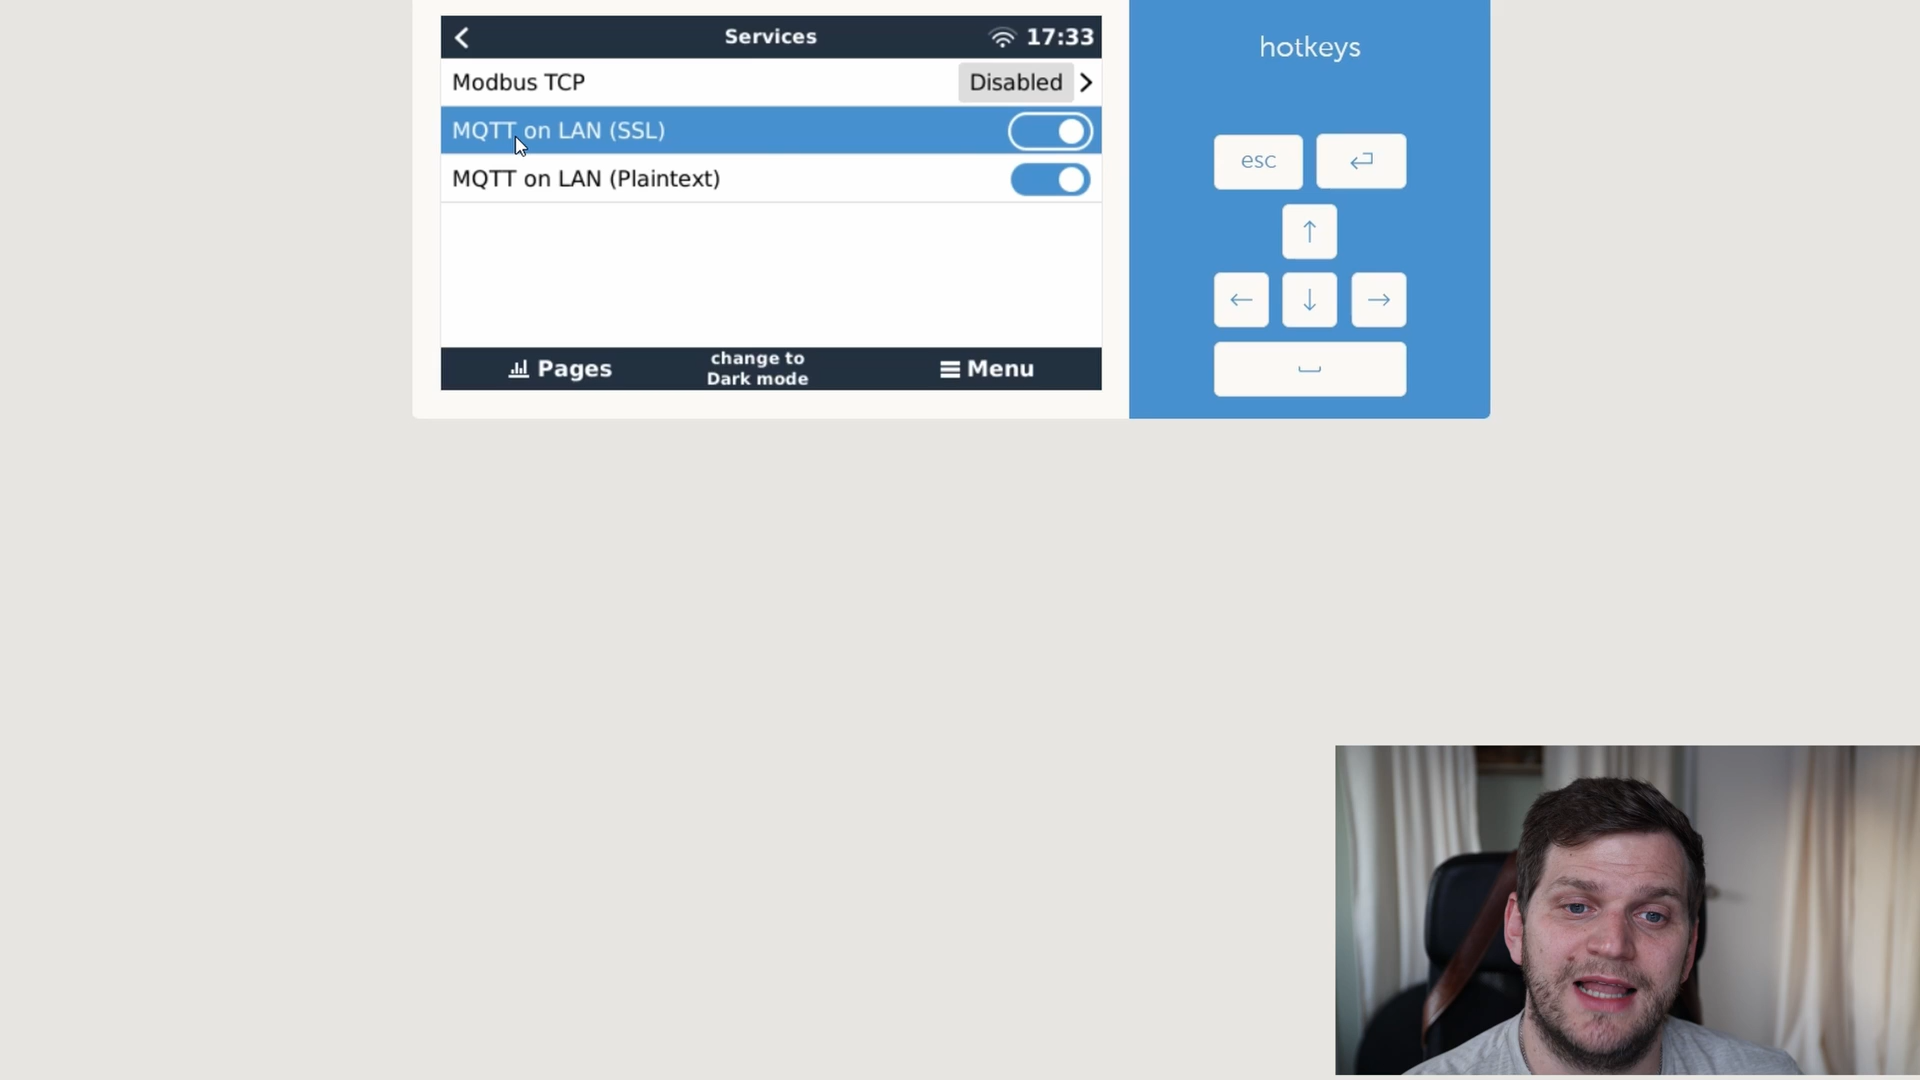 Services
17:33
Modbus TCP
Disabled
MQTT on LAN (SSL)
MQTT on LAN (Plaintext)
Pages
change to
Dark mode
Menu
hotkeys
esc